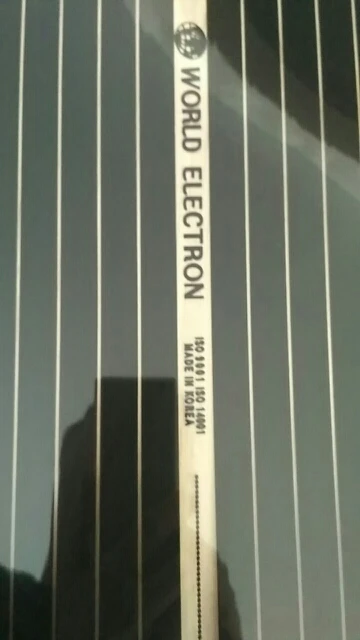 WORLD ELECTRON
ISO 9001 ISO 14001
MADE IN KOREA